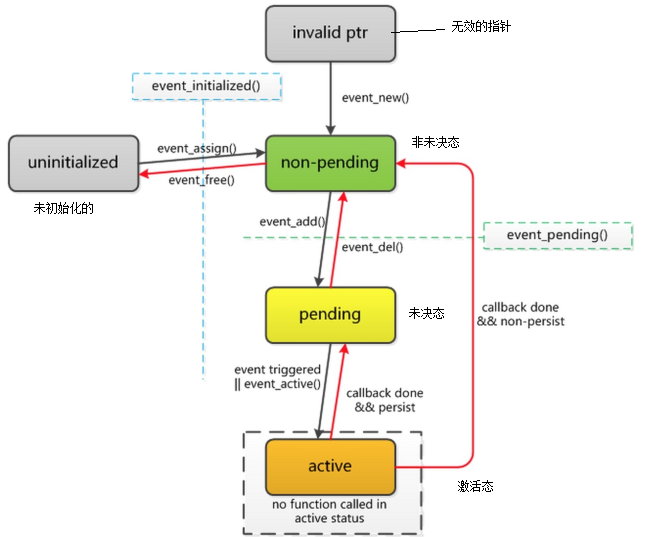 invalid ptr
无效的指针
event_initialized()
event_new()
event_assign()
uninitialized
non-pending
非未决态
event_free()
未初始化的
event_add()
event_del()
event_pending()
pending
未决态
callback done
&& non-persist
event triggered
|| event_active()
callback done
&& persist
active
激活态
no function called in
active status